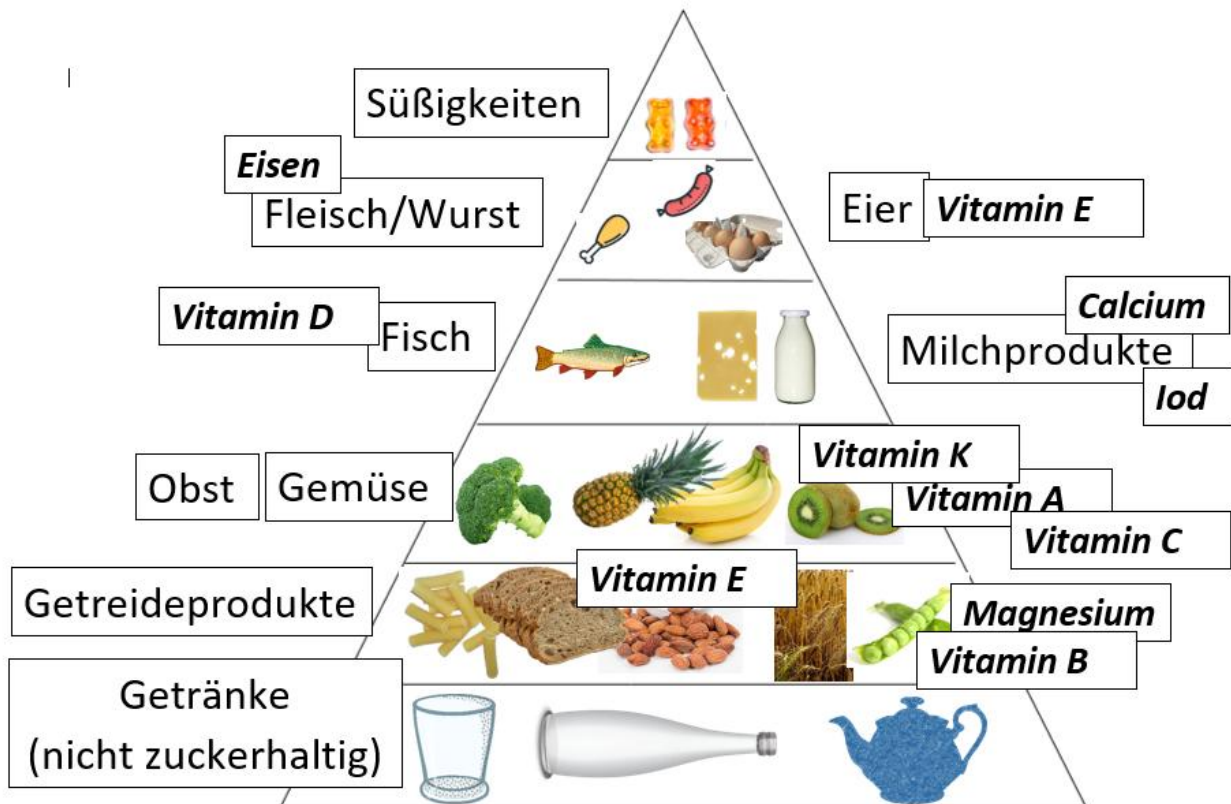 Süßigkeiten
Eisen
Fleisch/Wurst
Eier
Vitamin E
Vitamin D
Fisch
Calcium
Milchprodukte
Iod
Obst
Gemüse
Vitamin K
Vitamin A
Vitamin C
Getreideprodukte
Vitamin E
Magnesium
Vitamin B
Getränke
(nicht zuckerhaltig)